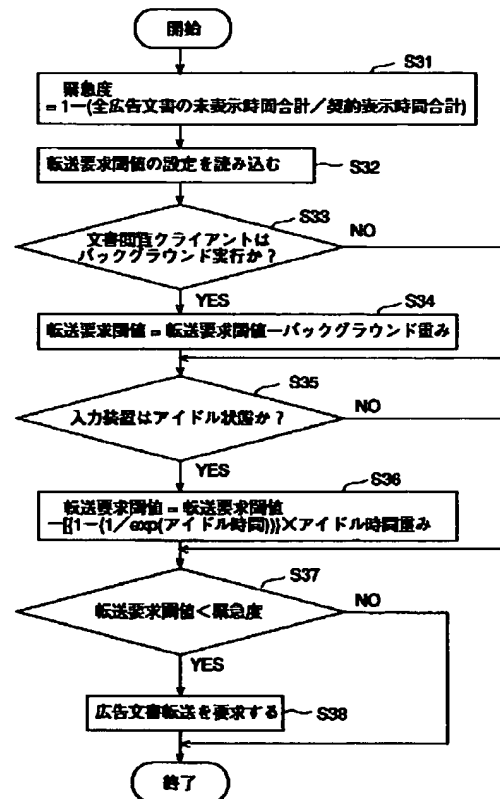 開始
S31
緊急度
=1ー(全広告文書の未表示時間合計／契約表示時間合計)
転送要求閾値の設定を読み込む
S32
S33
文書閲覧クライアントは
バックグラウンド実行か？
NO
YES
S34
転送要求閾値 = 転送要求閾値ーバックグラウンド重み
S35
入力装置はアイドル状態か？
NO
YES
S36
転送要求閾値 = 転送要求閾値
ー[{1ー(1／exp(アイドル時間))}×アイドル時間重み
S37
転送要求閾値＜緊急度
NO
YES
広告文書転送を要求する
S38
終了